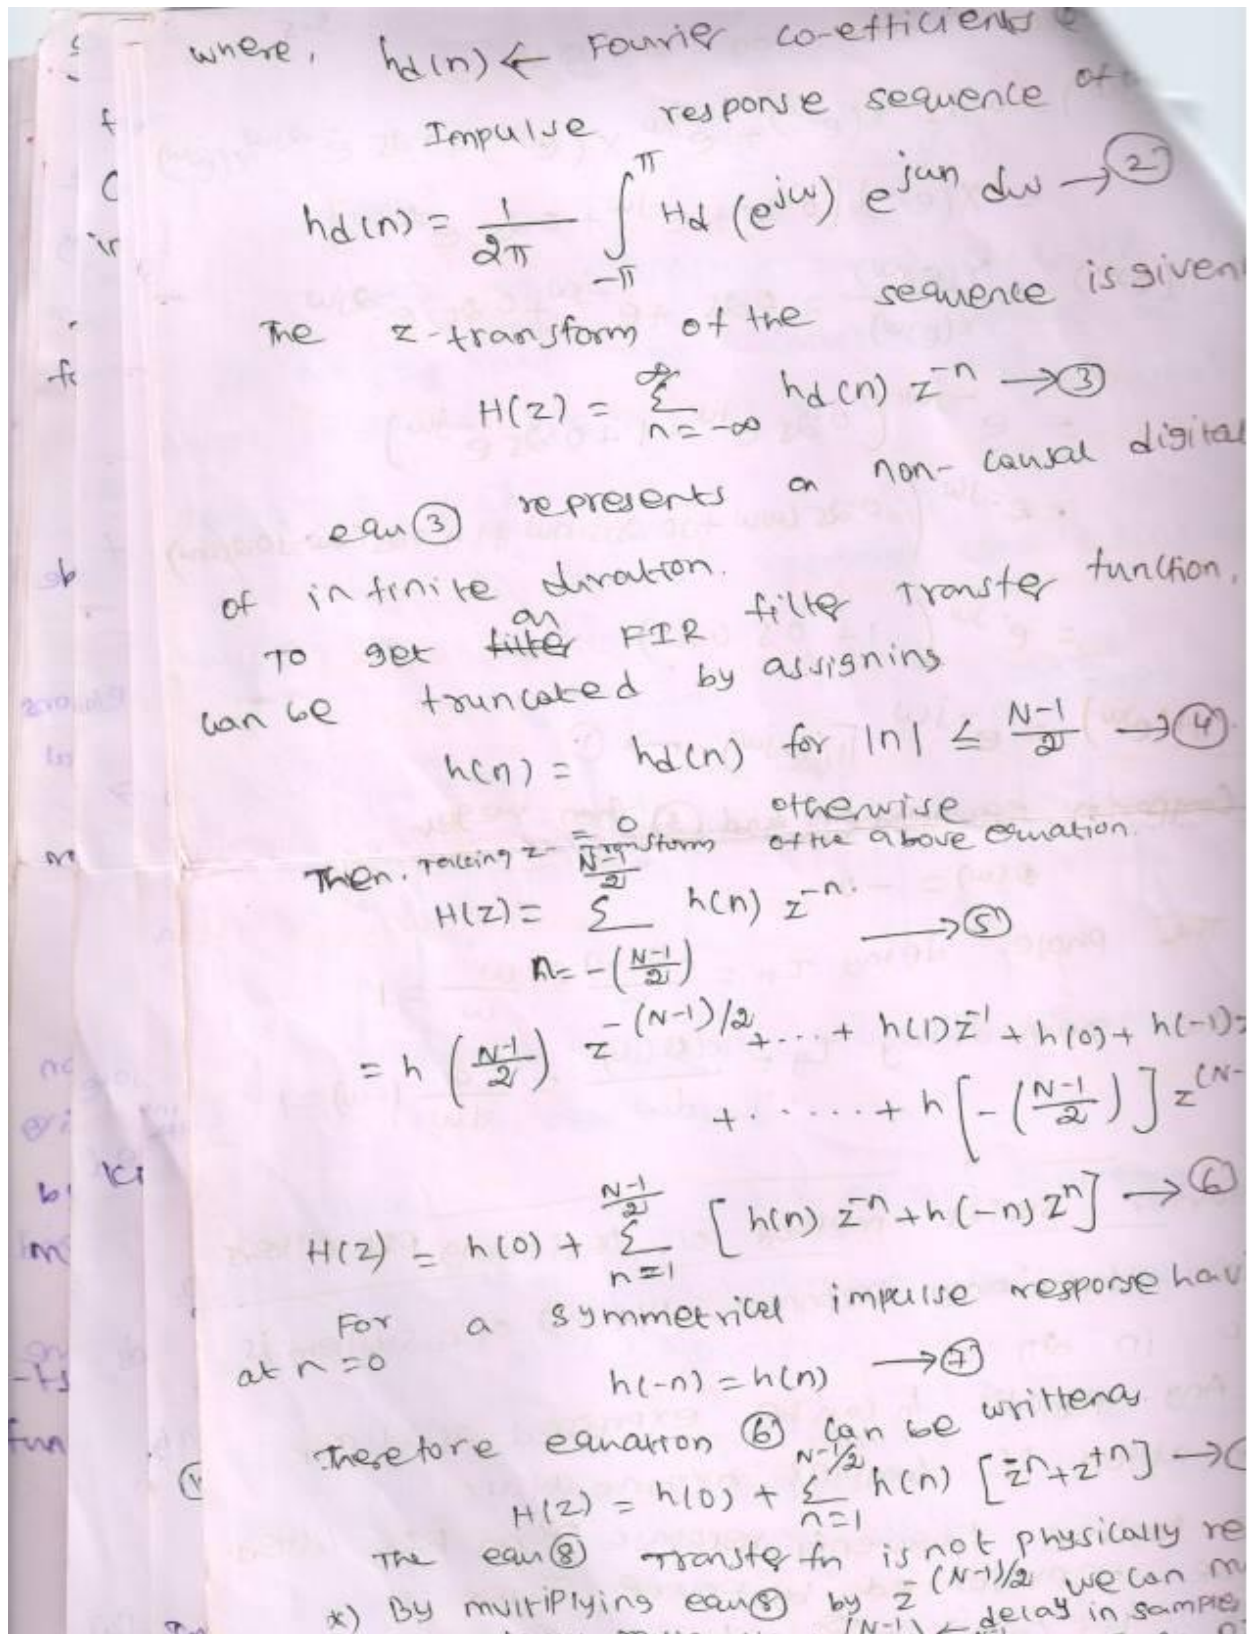 where, hd(n) ← Fourier co-efficients
Impulse response sequence of
hd(n) = 1/2π ∫_{-π}^{π} Hd (e^{jω}) e^{jωn} dω → ②
The z-transform of the sequence is given
H(z) = Σ_{n=-∞}^{∞} hd(n) z^{-n} → ③
equ ③ represents a non-causal digital
of infinite duration.
To get an FIR filter transfer function,
can be truncated by assigning
h(n) = hd(n) for |n| ≤ N-1/2 → ④
= 0 otherwise
Then, taking z-transform of the above equation.
H(z) = Σ_{n=-(N-1/2)}^{N-1/2} h(n) z^{-n}. → ⑤
= h (N-1/2) z^{-(N-1)/2} + .... + h(1) z^{-1} + h(0) + h(-1) z
+ ...... + h [-(N-1/2)] z^{(N-
H(z) = h(0) + Σ_{n=1}^{N-1/2} [h(n) z^{-n} + h(-n) z^{n}] → ⑥
For a symmetrical impulse response hav
at n = 0
h(-n) = h(n) → ⑦
Therefore equation ⑥ can be written as
H(z) = h(0) + Σ_{n=1}^{N-1/2} h(n) [z^{-n} + z^{+n}] →
The equ ⑧ Transfer fn is not physically re
*) By multiplying equ ⑧ by z^{-(N-1)/2} we can m
(N-1) ← delay in sample